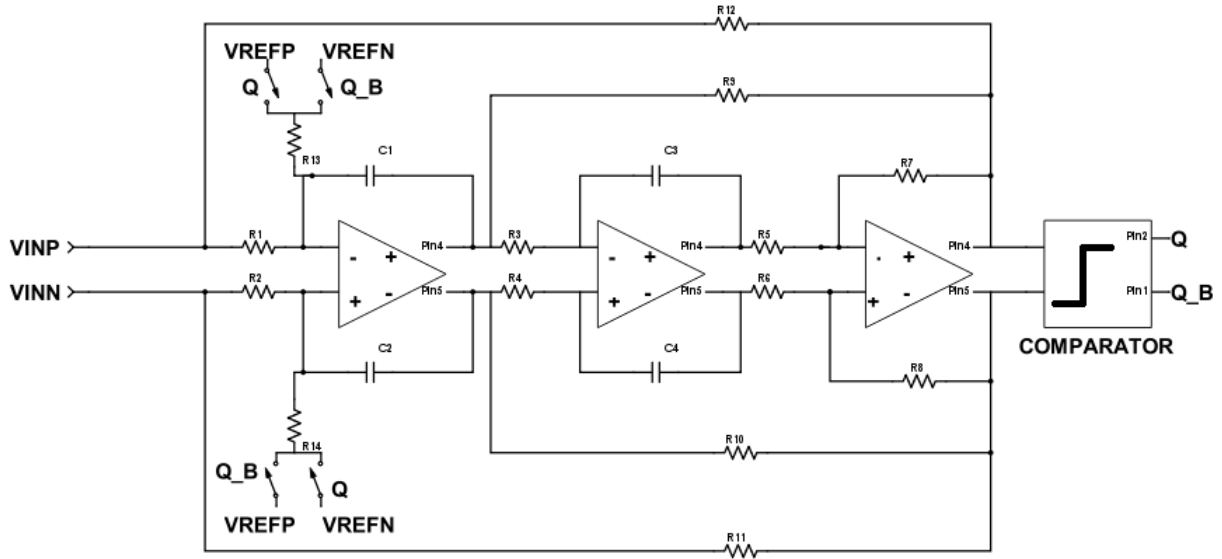 R12
VREFP VREFN
Q Q_B
R9
R13
C1
C3
R7
VINP
R1
Pin4
R3
Pin4
R5
Pin4
Pin2
Q
- +
- +
- +
VINN
R2
+ -
Pin5
R4
+ -
Pin5
R6
+ -
Pin5
Pin1
Q_B
COMPARATOR
C2
C4
R8
R14
R10
Q_B Q
VREFP VREFN
R11